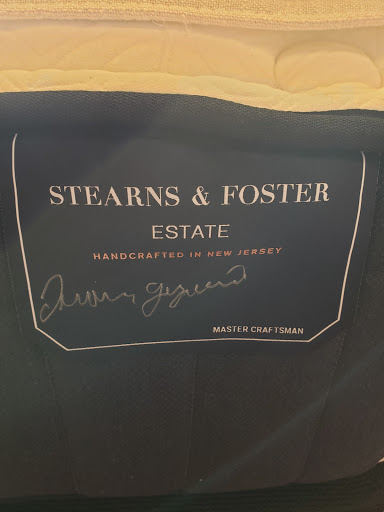 STEARNS & FOSTER
ESTATE
HANDCRAFTED IN NEW JERSEY
MASTER CRAFTSMAN